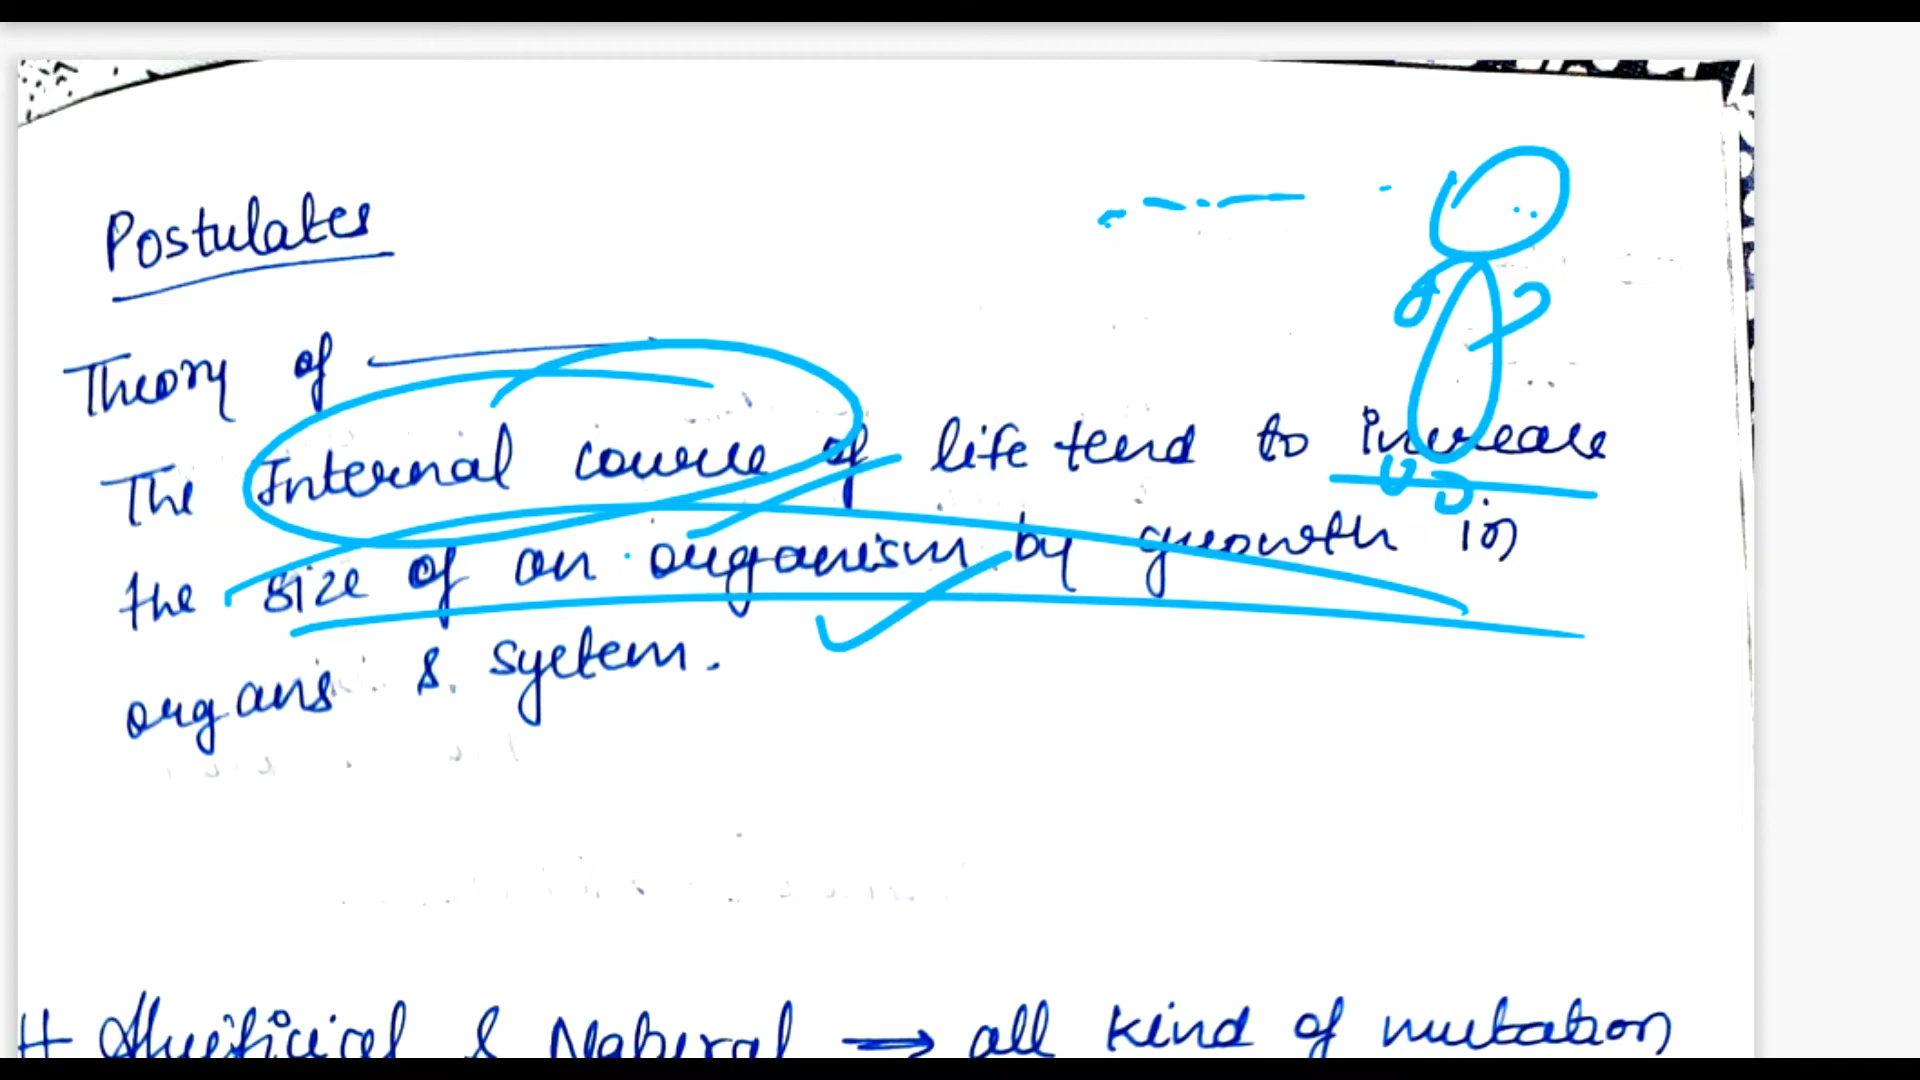 Postulates
Theory of
The Internal course of life tend to increase
the size of an organism by growth in
organs & system.
# Artificial & Natural → all kind of mutation